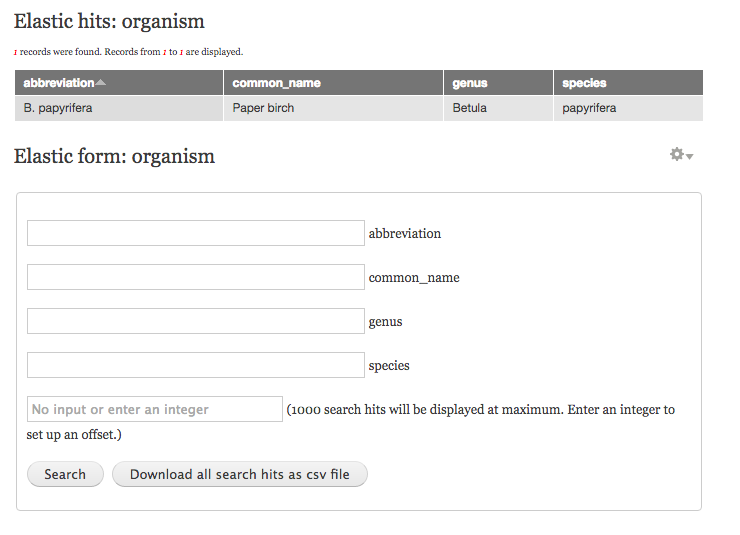 Elastic hits: organism
1 records were found. Records from 1 to 1 are displayed.
abbreviation common_name genus species
B. papyrifera Paper birch Betula papyrifera
Elastic form: organism
abbreviation
common_name
genus
species
No input or enter an integer (1000 search hits will be displayed at maximum. Enter an integer to
set up an offset.)
Search Download all search hits as csv file